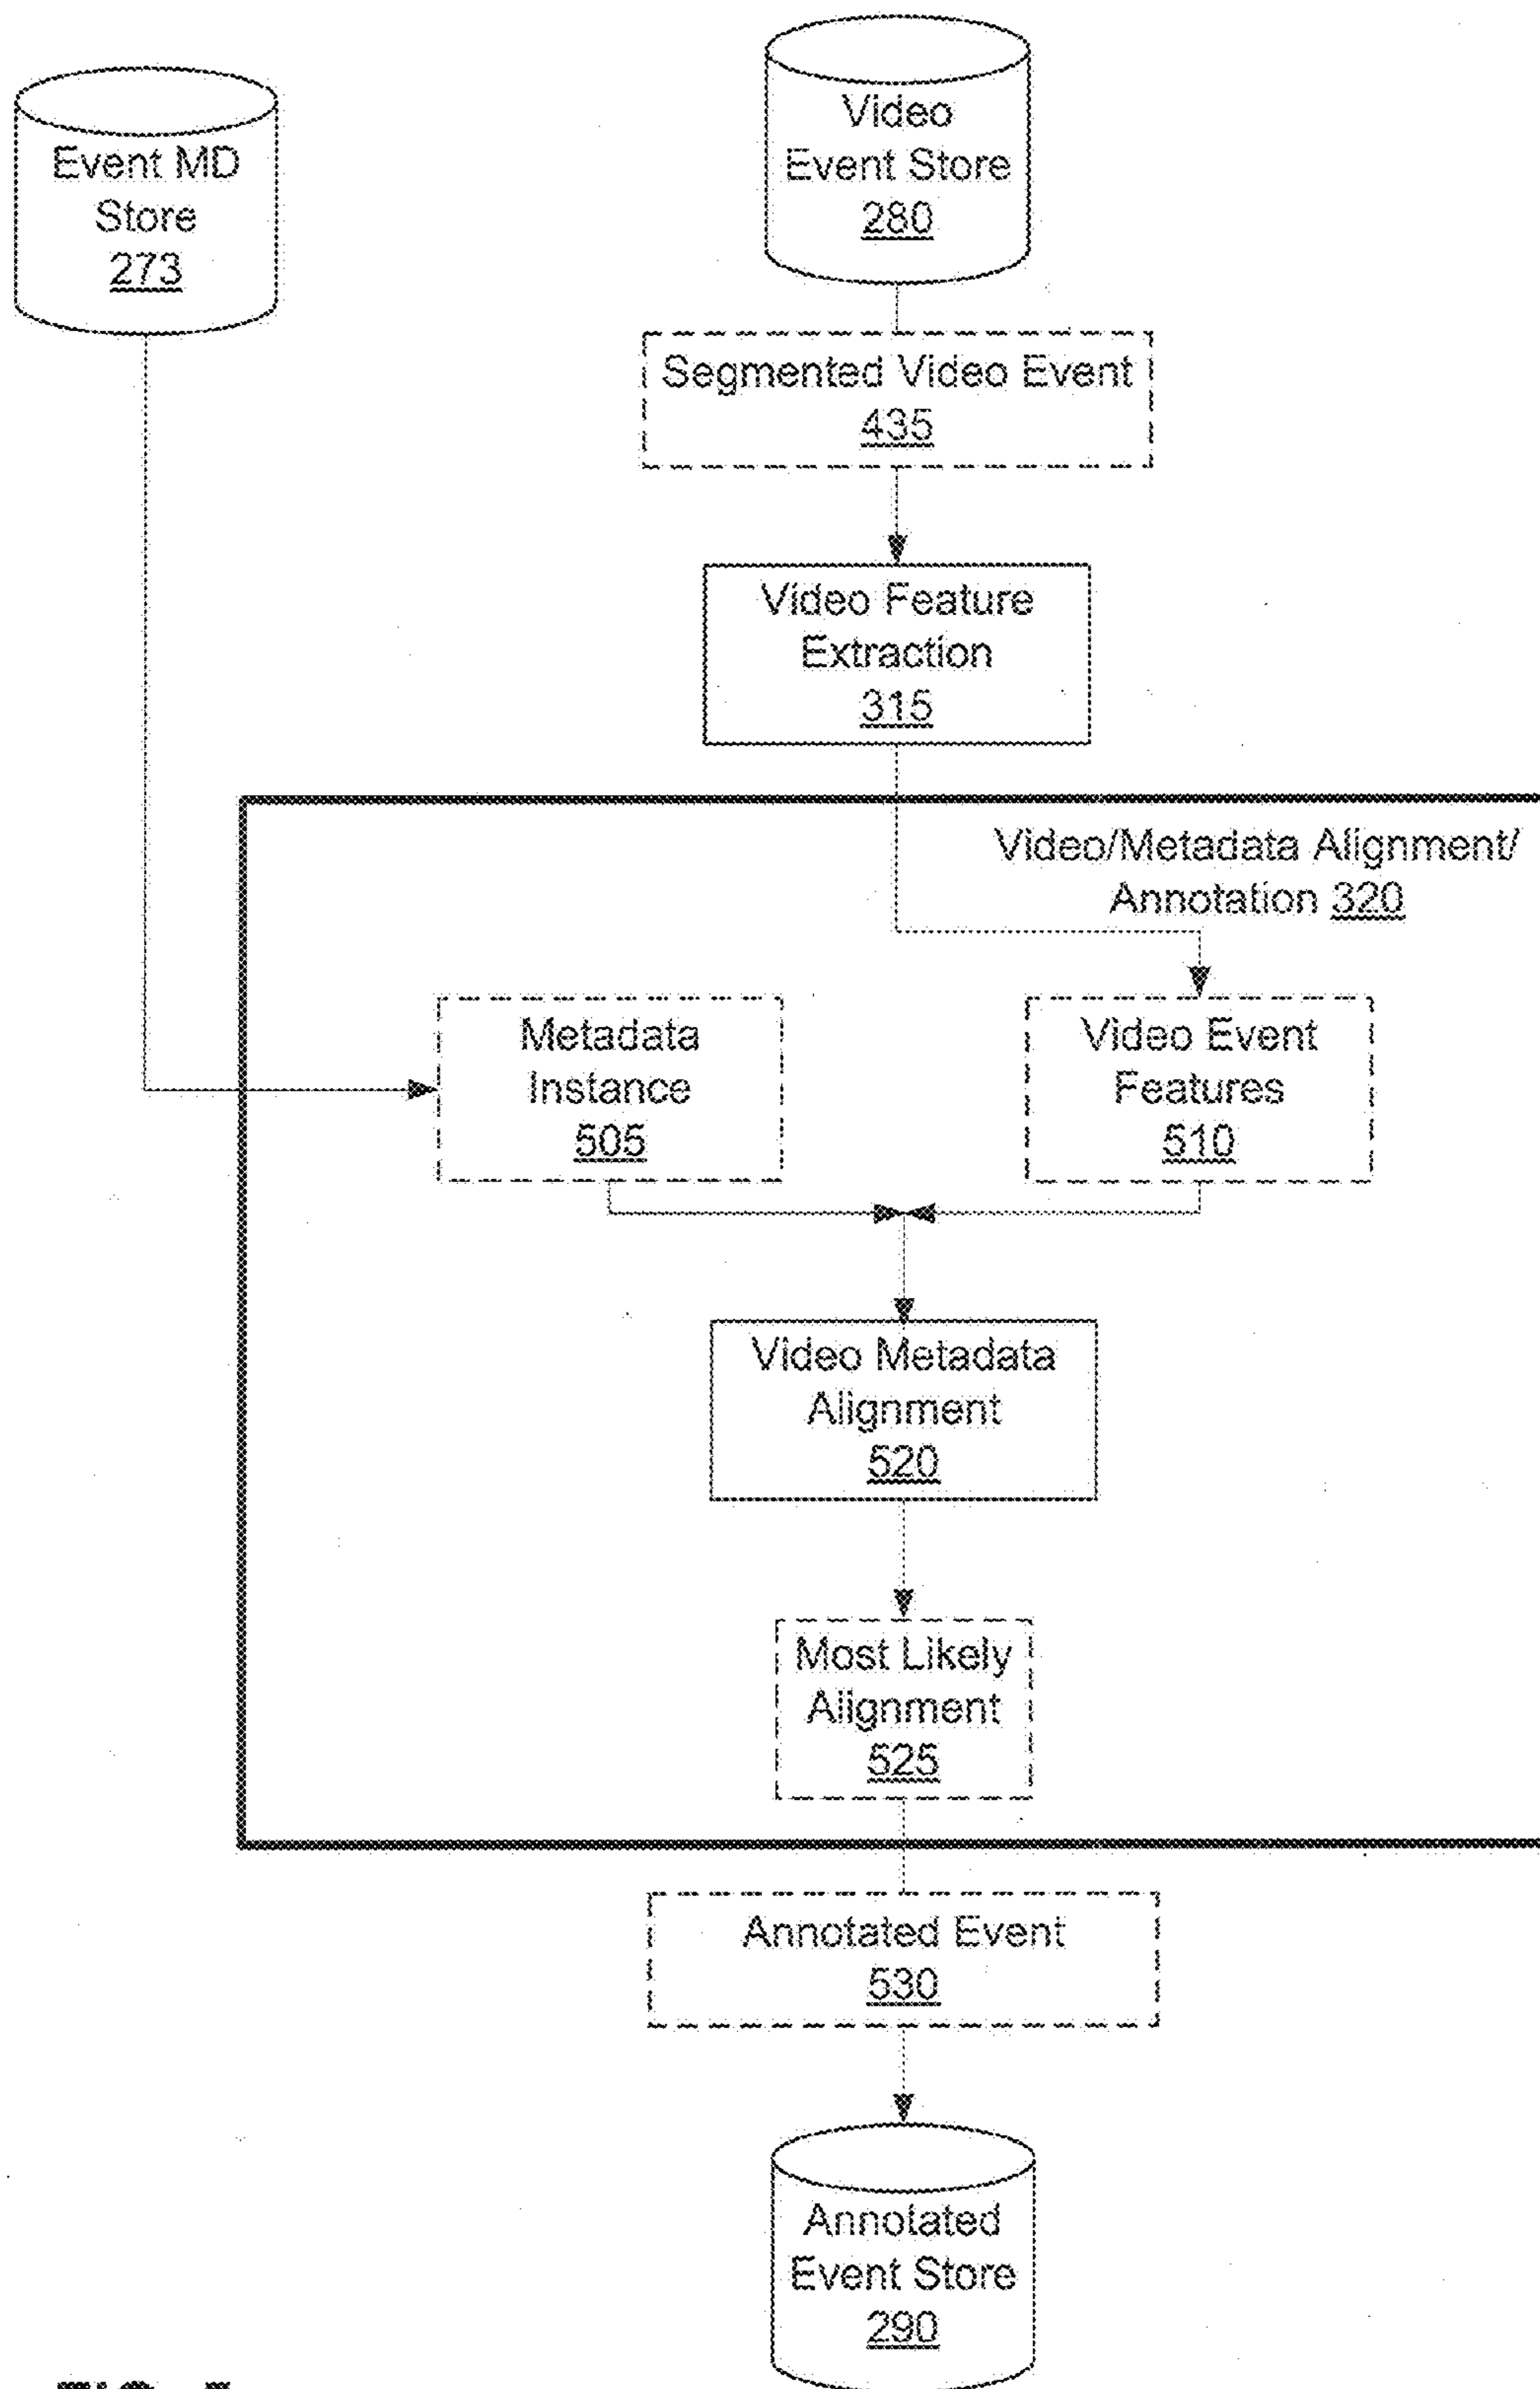 Event MD
Store
273
Video
Event Store
280
Segmented Video Event
435
Video Feature
Extraction
315
Video/Metadata Alignment/
Annotation 320
Metadata
Instance
505
Video Event
Features
510
Video Metadata
Alignment
520
Most Likely
Alignment
525
Annotated Event
530
Annotated
Event Store
290